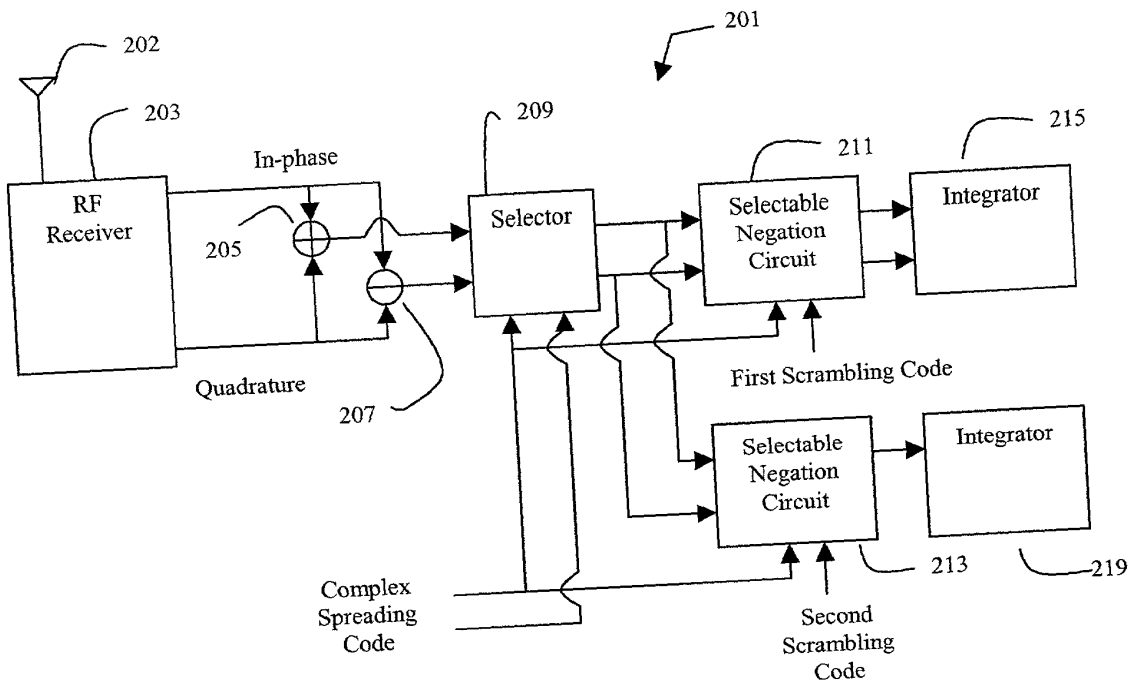 201
202
203
209
211
215
In-phase
RF
Receiver
205
Selector
Selectable
Negation
Circuit
Integrator
Quadrature
207
First Scrambling Code
Selectable
Negation
Circuit
Integrator
213
219
Complex
Spreading
Code
Second
Scrambling
Code